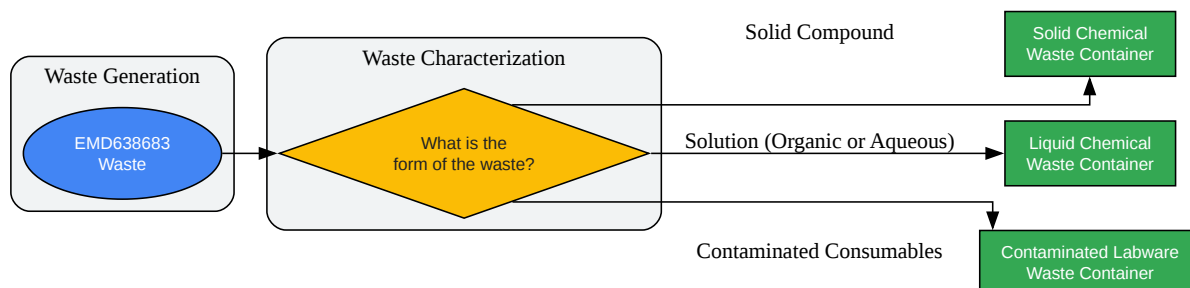 Waste Generation
EMD638683
Waste
Waste Characterization
What is the
form of the waste?
Solid Compound
Solid Chemical
Waste Container
Solution (Organic or Aqueous)
Liquid Chemical
Waste Container
Contaminated Consumables
Contaminated Labware
Waste Container